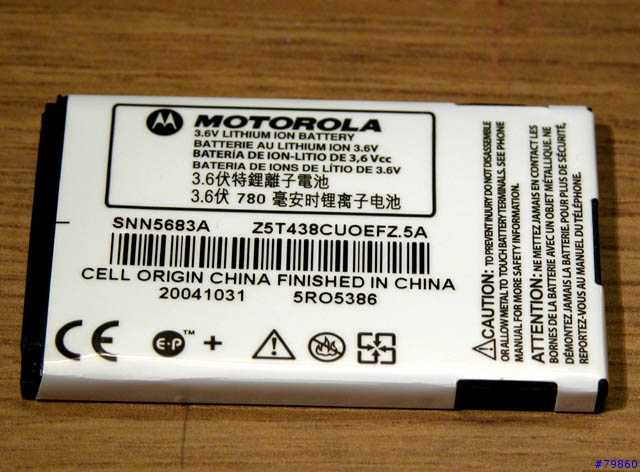 MOTOROLA
3.6V LITHIUM ION BATTERY
BATTERIE AU LITHIUM ION 3.6V
BATERÍA DE ION-LITIO DE 3,6 Vcc
BATERIA DE IONS DE LÍTIO DE 3.6V
3.6伏特鋰離子電池
3.6伏 780 毫安时锂离子电池
SNN5683A Z5T438CUOEFZ.5A
CELL ORIGIN CHINA FINISHED IN CHINA
20041031 5RO5386
CE E·P™ +
CAUTION: TO PREVENT INJURY DO NOT DISASSEMBLE
OR ALLOW METAL TO TOUCH BATTERY TERMINALS. SEE PHONE
MANUAL FOR MORE SAFETY INFORMATION.
ATTENTION: NE METTEZ JAMAIS EN CONTACT LES
BORNES DE LA BATTERIE AVEC UN OBJET MÉTALLIQUE. NE
DÉMONTEZ JAMAIS LA BATTERIE. POUR PLUS DE SÉCURITÉ,
REPORTEZ-VOUS AU MANUEL DU TÉLÉPHONE.
#79860